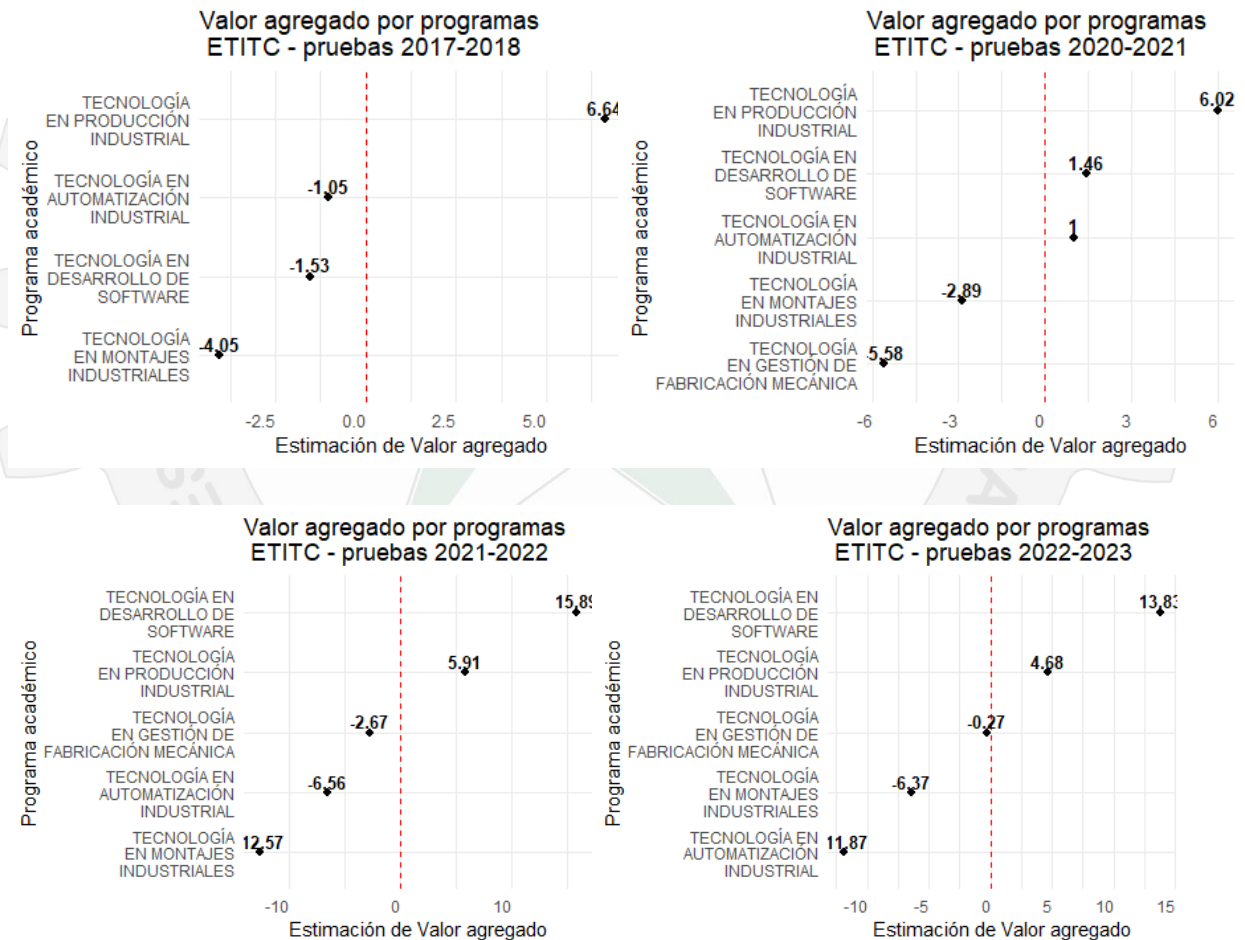 Valor agregado por programas
ETITC - pruebas 2017-2018
Programa académico
TECNOLOGÍA
EN PRODUCCIÓN
INDUSTRIAL
6.64
TECNOLOGÍA EN
AUTOMATIZACIÓN
INDUSTRIAL
-1.05
TECNOLOGÍA EN
DESARROLLO DE
SOFTWARE
-1.53
TECNOLOGÍA
EN MONTAJES
INDUSTRIALES
-4.05
-2.5 0.0 2.5 5.0
Estimación de Valor agregado
Valor agregado por programas
ETITC - pruebas 2020-2021
Programa académico
TECNOLOGÍA
EN PRODUCCIÓN
INDUSTRIAL
6.02
TECNOLOGÍA EN
DESARROLLO DE
SOFTWARE
1.46
TECNOLOGÍA EN
AUTOMATIZACIÓN
INDUSTRIAL
1
TECNOLOGÍA
EN MONTAJES
INDUSTRIALES
-2.89
TECNOLOGÍA
EN GESTIÓN DE
FABRICACIÓN MECÁNICA
5.58
-6 -3 0 3 6
Estimación de Valor agregado
Valor agregado por programas
ETITC - pruebas 2021-2022
Programa académico
TECNOLOGÍA EN
DESARROLLO DE
SOFTWARE
15.89
TECNOLOGÍA
EN PRODUCCIÓN
INDUSTRIAL
5.91
TECNOLOGÍA
EN GESTIÓN DE
FABRICACIÓN MECÁNICA
-2.67
TECNOLOGÍA EN
AUTOMATIZACIÓN
INDUSTRIAL
-6.56
TECNOLOGÍA
EN MONTAJES
INDUSTRIALES
12.57
-10 0 10
Estimación de Valor agregado
Valor agregado por programas
ETITC - pruebas 2022-2023
Programa académico
TECNOLOGÍA EN
DESARROLLO DE
SOFTWARE
13.83
TECNOLOGÍA
EN PRODUCCIÓN
INDUSTRIAL
4.68
TECNOLOGÍA
EN GESTIÓN DE
FABRICACIÓN MECÁNICA
-0.27
TECNOLOGÍA
EN MONTAJES
INDUSTRIALES
-6.37
TECNOLOGÍA EN
AUTOMATIZACIÓN
INDUSTRIAL
11.87
-10 -5 0 5 10 15
Estimación de Valor agregado